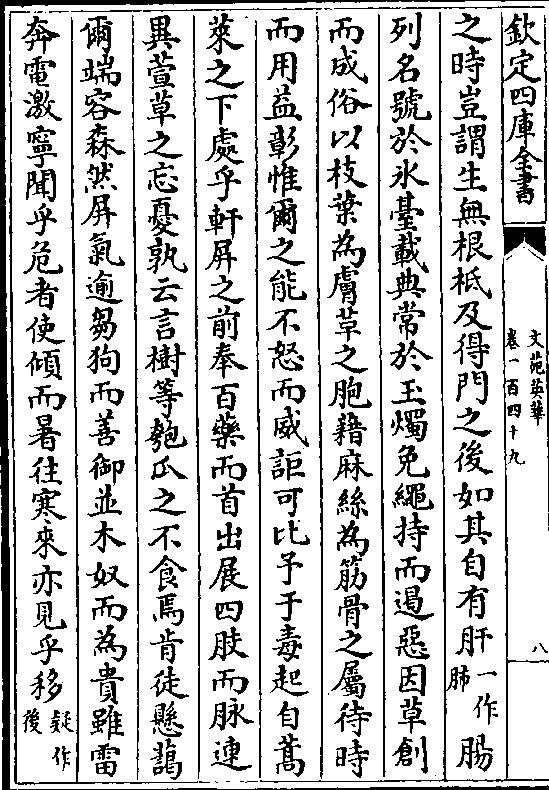 欽定四庫全書
文苑英華
卷一百四十九
八
之時豈謂生無根柢及得門之後如其自有肝一作肺腸
列名號於氷臺載典常於玉燭免繩持而遏惡因草創
而成俗以枝葉為膚革之胞藉麻絲為筋骨之屬待時
而用益彰惟爾之能不怒而威詎可比予于毒起自蒿
萊之下處乎軒屏之前奉百藥而首出展四肢而脉連
異萱草之忘憂孰云言樹等匏瓜之不食焉肯徒懸藹
爾端容森然屏氣逾芻狗而善御並木奴而為貴雖雷
奔電激寧聞乎危者使傾而暑往寒來亦見乎移疑作後